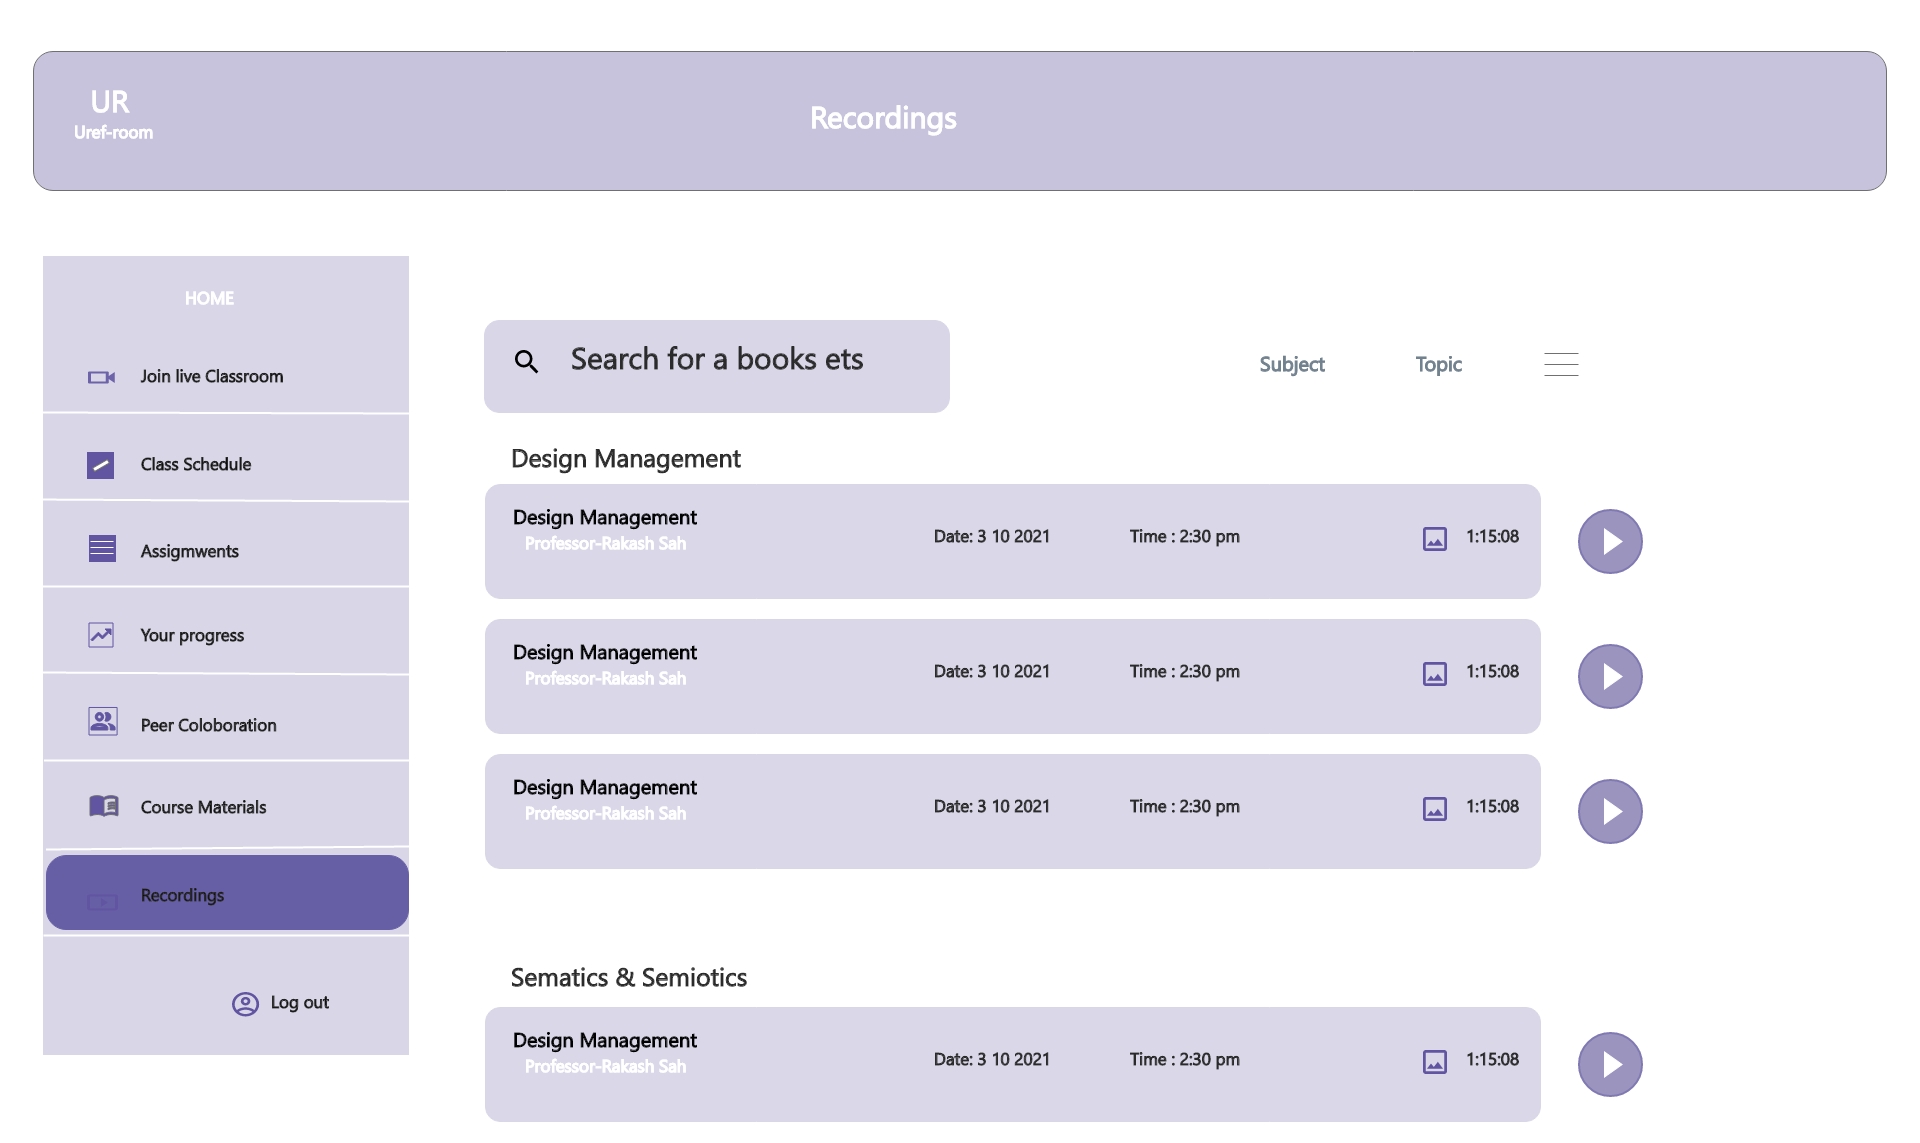 UR
Uref-room
Recordings
HOME
Join live Classroom
Class Schedule
Assigmwents
Your progress
Peer Coloboration
Course Materials
Recordings
Log out
Search for a books ets
Subject
Topic
Design Management
Design Management
Professor-Rakash Sah
Date: 3 10 2021
Time : 2:30 pm
1:15:08
Design Management
Professor-Rakash Sah
Date: 3 10 2021
Time : 2:30 pm
1:15:08
Design Management
Professor-Rakash Sah
Date: 3 10 2021
Time : 2:30 pm
1:15:08
Sematics & Semiotics
Design Management
Professor-Rakash Sah
Date: 3 10 2021
Time : 2:30 pm
1:15:08